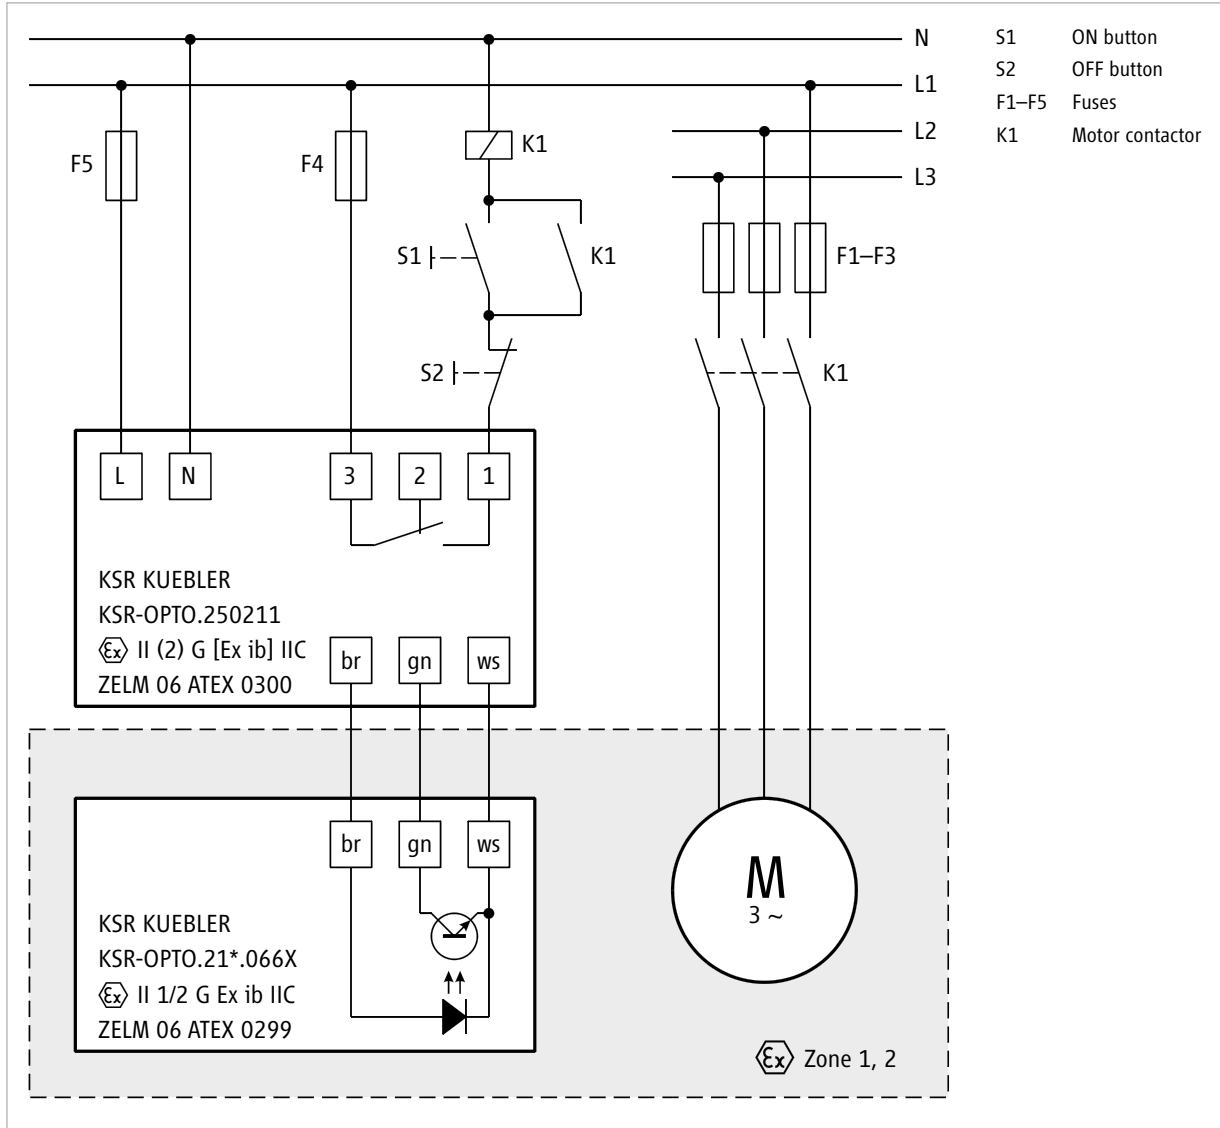 N
S1 ON button
L1
S2 OFF button
F1–F5 Fuses
L2
K1 Motor contactor
L3
F5
F4
K1
S1
K1
F1–F3
S2
K1
L
N
3
2
1
KSR KUEBLER
KSR-OPTO.250211
Ex II (2) G [Ex ib] IIC
ZELM 06 ATEX 0300
br
gn
ws
br
gn
ws
KSR KUEBLER
KSR-OPTO.21*.066X
Ex II 1/2 G Ex ib IIC
ZELM 06 ATEX 0299
M
3 ~
Ex Zone 1, 2